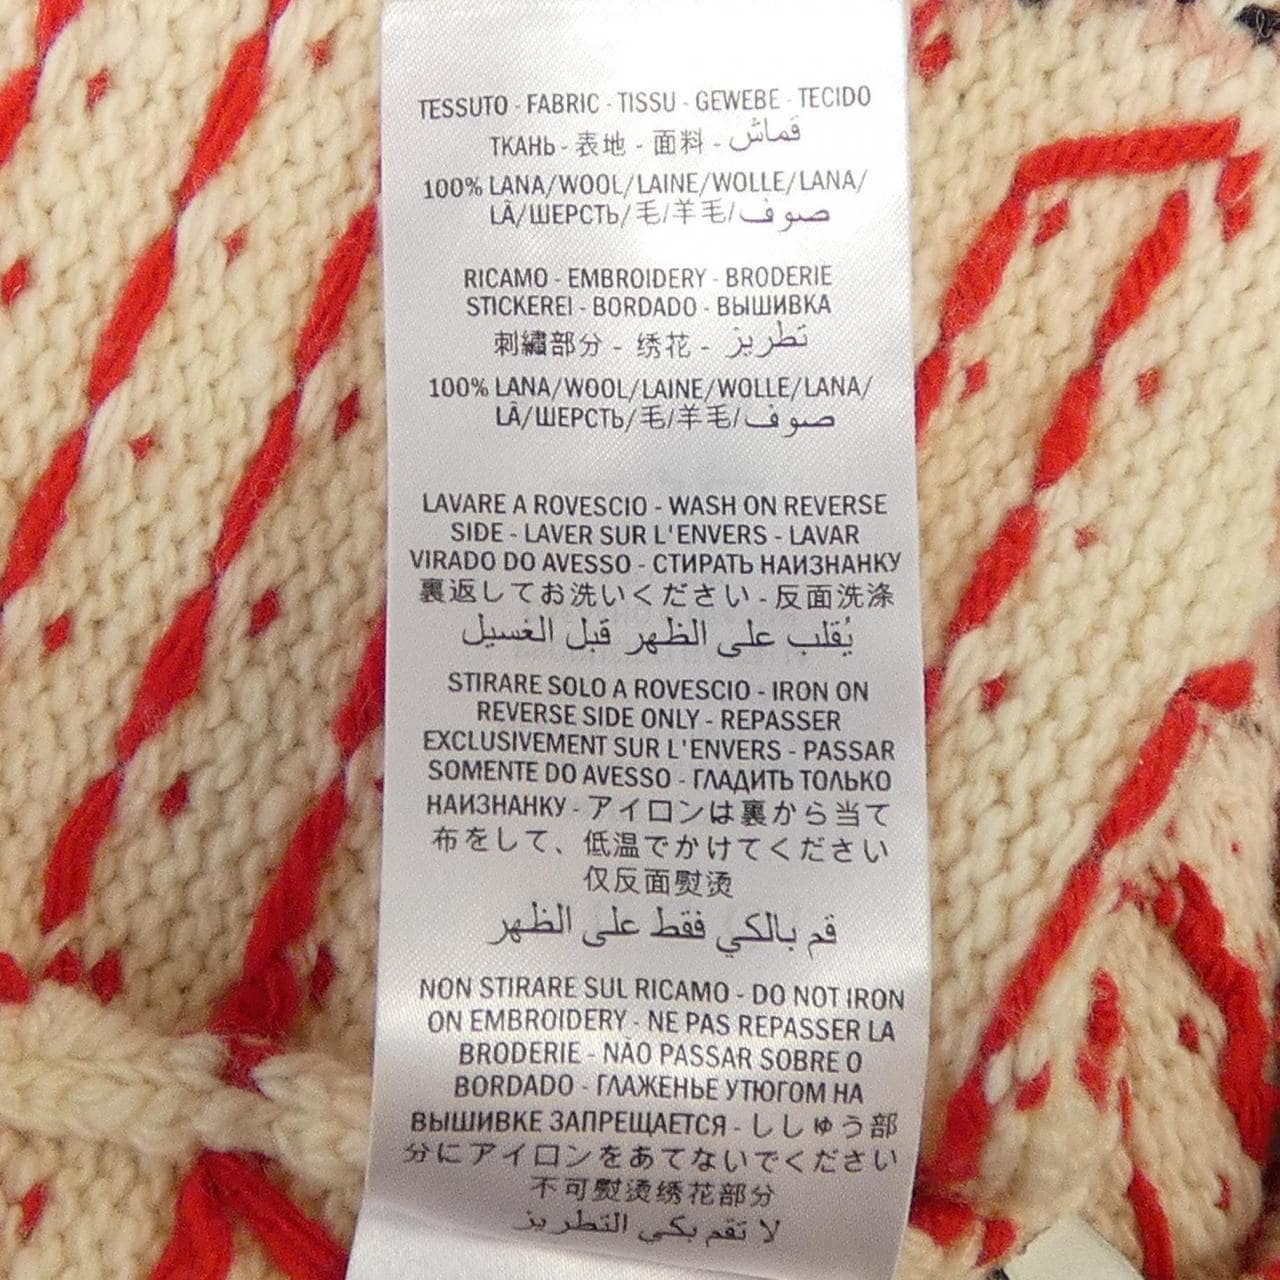 TESSUTO - FABRIC - TISSU - GEWEBE - TECIDO
ТКАНЬ - 表地 - 面料 - قماش
100% LANA/WOOL/LAINE/WOLLE/LANA/
LÃ/ШЕРСТЬ/毛/羊毛/صوف
RICAMO - EMBROIDERY - BRODERIE
STICKEREI - BORDADO - ВЫШИВКА
刺繍部分 - 绣花 - تطريز
100% LANA/WOOL/LAINE/WOLLE/LANA/
LÃ/ШЕРСТЬ/毛/羊毛/صوف
LAVARE A ROVESCIO - WASH ON REVERSE
SIDE - LAVER SUR L'ENVERS - LAVAR
VIRADO DO AVESSO - СТИРАТЬ НАИЗНАНКУ
裏返してお洗いください - 反面洗涤
يُقلب على الظهر قبل الغسيل
STIRARE SOLO A ROVESCIO - IRON ON
REVERSE SIDE ONLY - REPASSER
EXCLUSIVEMENT SUR L'ENVERS - PASSAR
SOMENTE DO AVESSO - ГЛАДИТЬ ТОЛЬКО
НАИЗНАНКУ - アイロンは裏から当て
布をして、低温でかけてください
仅反面熨烫
قم بالكي فقط على الظهر
NON STIRARE SUL RICAMO - DO NOT IRON
ON EMBROIDERY - NE PAS REPASSER LA
BRODERIE - NÃO PASSAR SOBRE O
BORDADO - ГЛАЖЕНЬЕ УТЮГОМ НА
ВЫШИВКЕ ЗАПРЕЩАЕТСЯ - ししゅう部
分にアイロンをあてないでください
不可熨烫绣花部分
لا تقم بكي التطريز